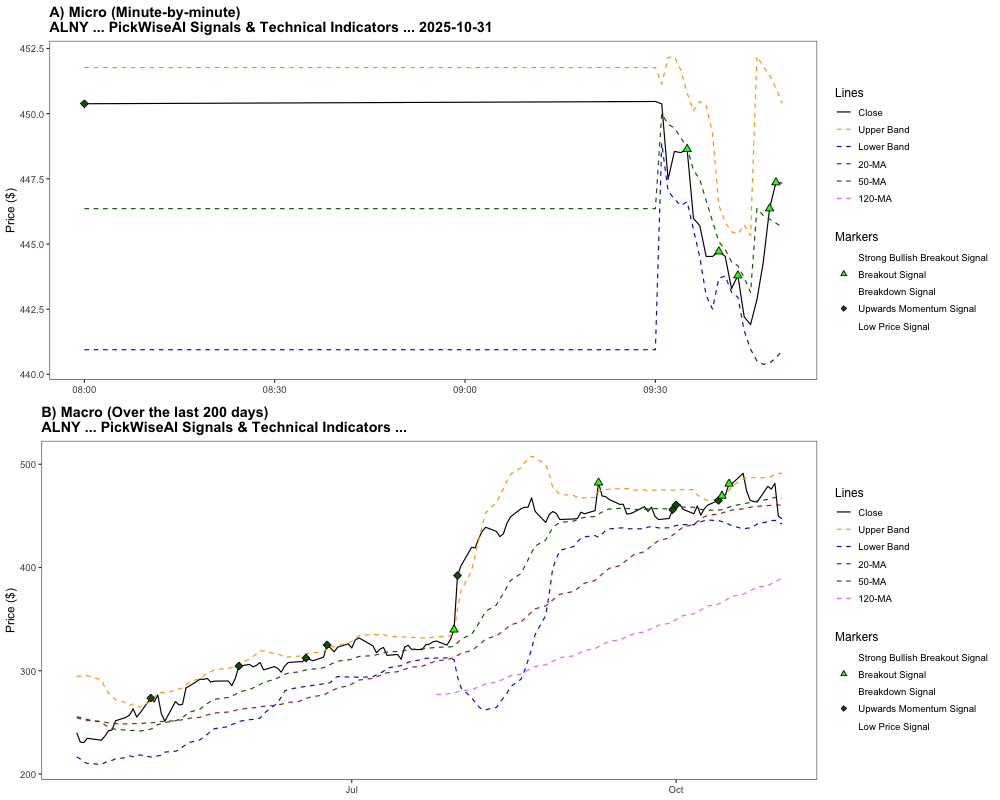 A) Micro (Minute-by-minute)
ALNY ... PickWiseAI Signals & Technical Indicators ... 2025-10-31
Price ($)
452.5
450.0
447.5
445.0
442.5
440.0
08:00
08:30
09:00
09:30
Lines
Close
Upper Band
Lower Band
20-MA
50-MA
120-MA
Markers
Strong Bullish Breakout Signal
Breakout Signal
Breakdown Signal
Upwards Momentum Signal
Low Price Signal
B) Macro (Over the last 200 days)
ALNY ... PickWiseAI Signals & Technical Indicators ...
Price ($)
500
400
300
200
Jul
Oct
Lines
Close
Upper Band
Lower Band
20-MA
50-MA
120-MA
Markers
Strong Bullish Breakout Signal
Breakout Signal
Breakdown Signal
Upwards Momentum Signal
Low Price Signal